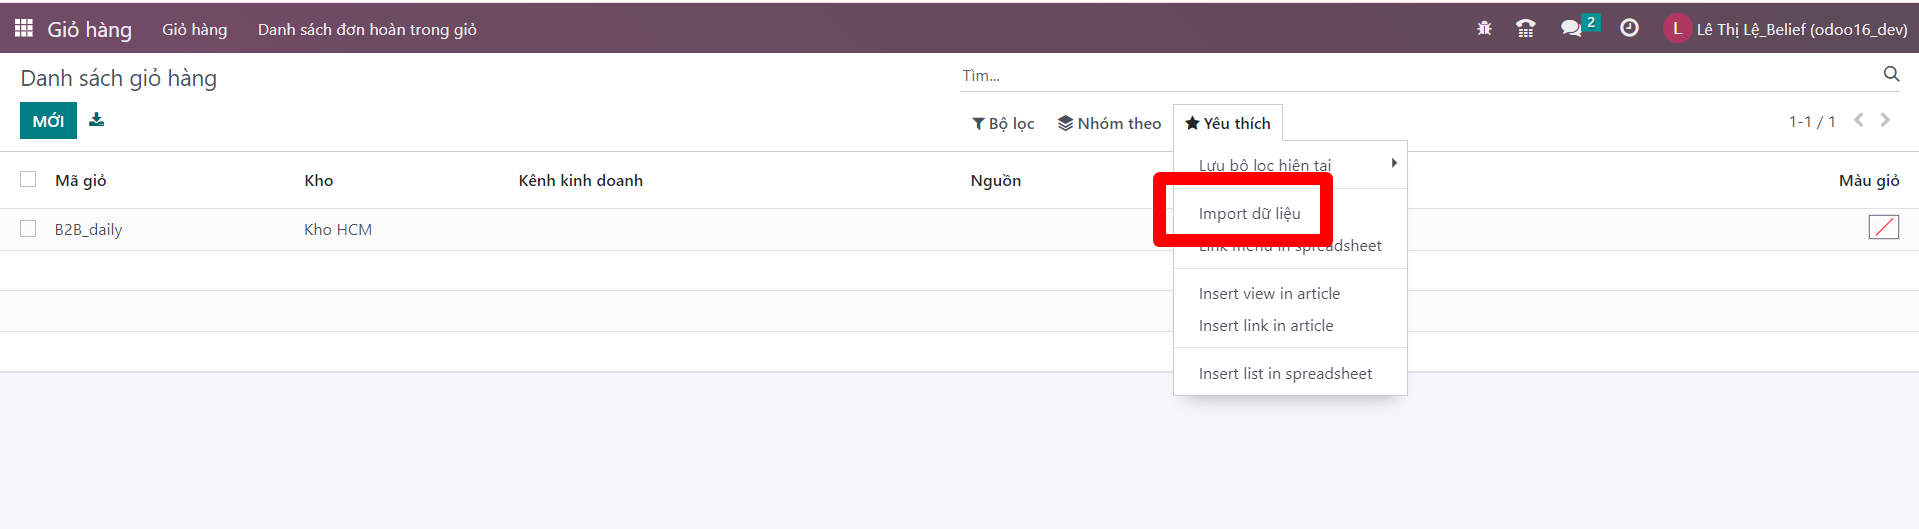 Giỏ hàng Giỏ hàng Danh sách đơn hoàn trong giỏ 2 L Lê Thị Lệ_Belief (odoo16_dev)
Danh sách giỏ hàng Tìm...
MỚI Bộ lọc Nhóm theo Yêu thích 1-1 / 1
Lưu bộ lọc hiện tại
Mã giỏ Kho Kênh kinh doanh Nguồn Màu giỏ
Import dữ liệu
B2B_daily Kho HCM
Link menu in spreadsheet
Insert view in article
Insert link in article
Insert list in spreadsheet